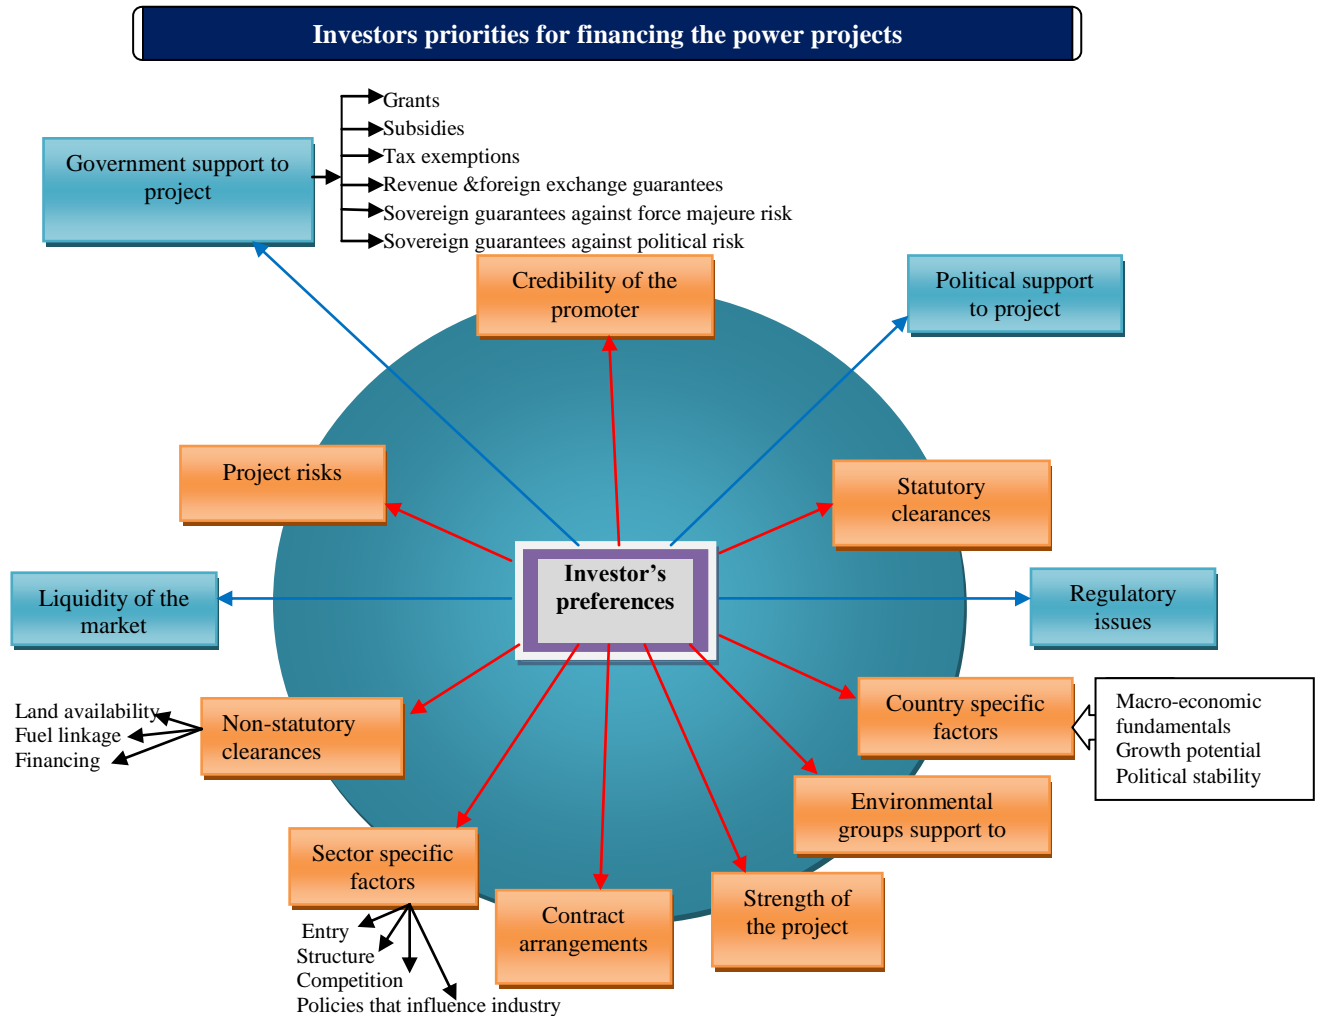 Investors priorities for financing the power projects
Grants
Subsidies
Tax exemptions
Revenue &foreign exchange guarantees
Sovereign guarantees against force majeure risk
Sovereign guarantees against political risk
Government support to
project
Credibility of the
promoter
Political support
to project
Project risks
Statutory
clearances
Investor’s
preferences
Liquidity of the
market
Regulatory
issues
Land availability
Fuel linkage
Financing
Non-statutory
clearances
Country specific
factors
Macro-economic
fundamentals
Growth potential
Political stability
Environmental
groups support to
Sector specific
factors
Entry
Structure
Competition
Policies that influence industry
Contract
arrangements
Strength of
the project